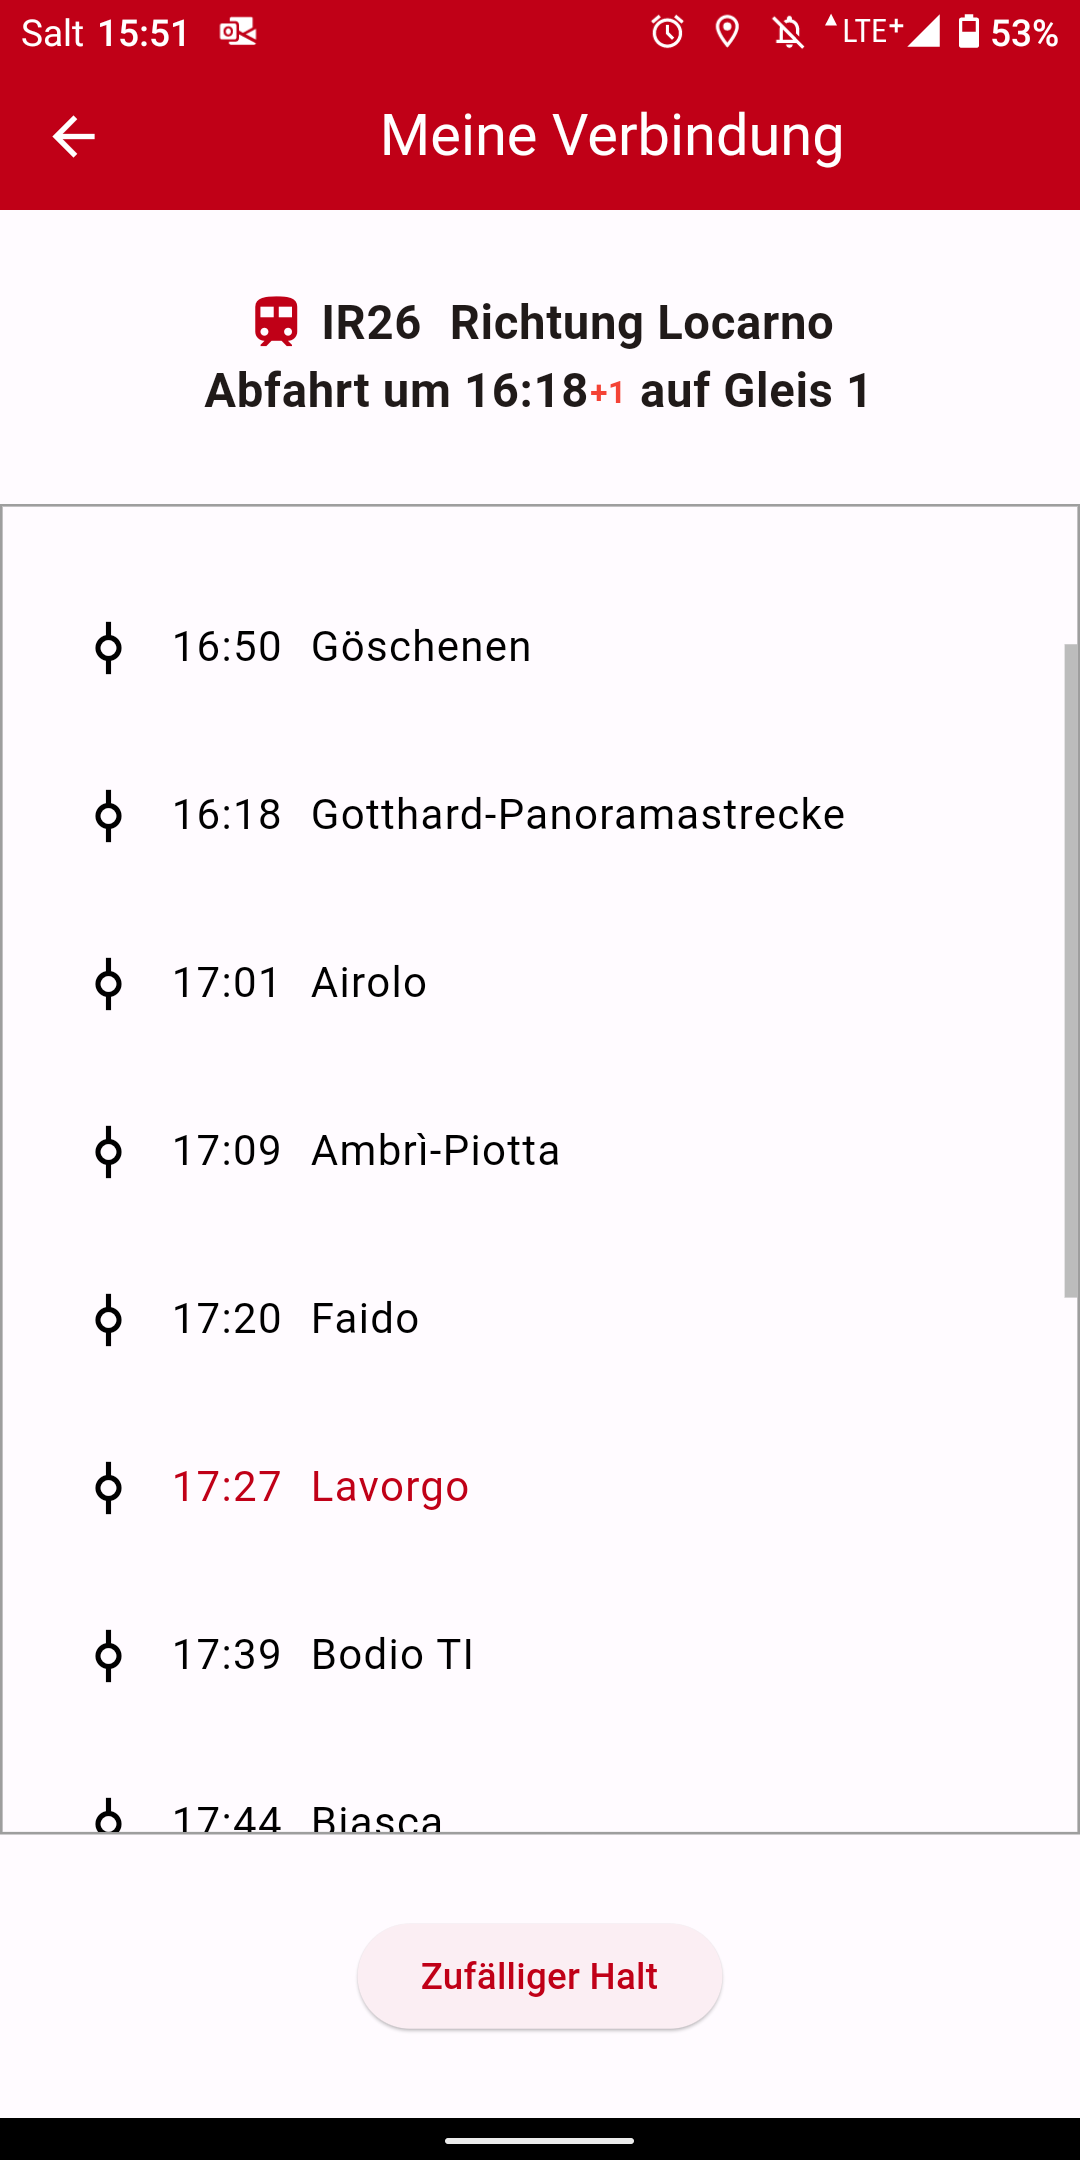 Salt 15:51 LTE+ 53%
Meine Verbindung
IR26 Richtung Locarno
Abfahrt um 16:18+1 auf Gleis 1
16:50 Göschenen
16:18 Gotthard-Panoramastrecke
17:01 Airolo
17:09 Ambrì-Piotta
17:20 Faido
17:27 Lavorgo
17:39 Bodio TI
17:44 Biasca
Zufälliger Halt